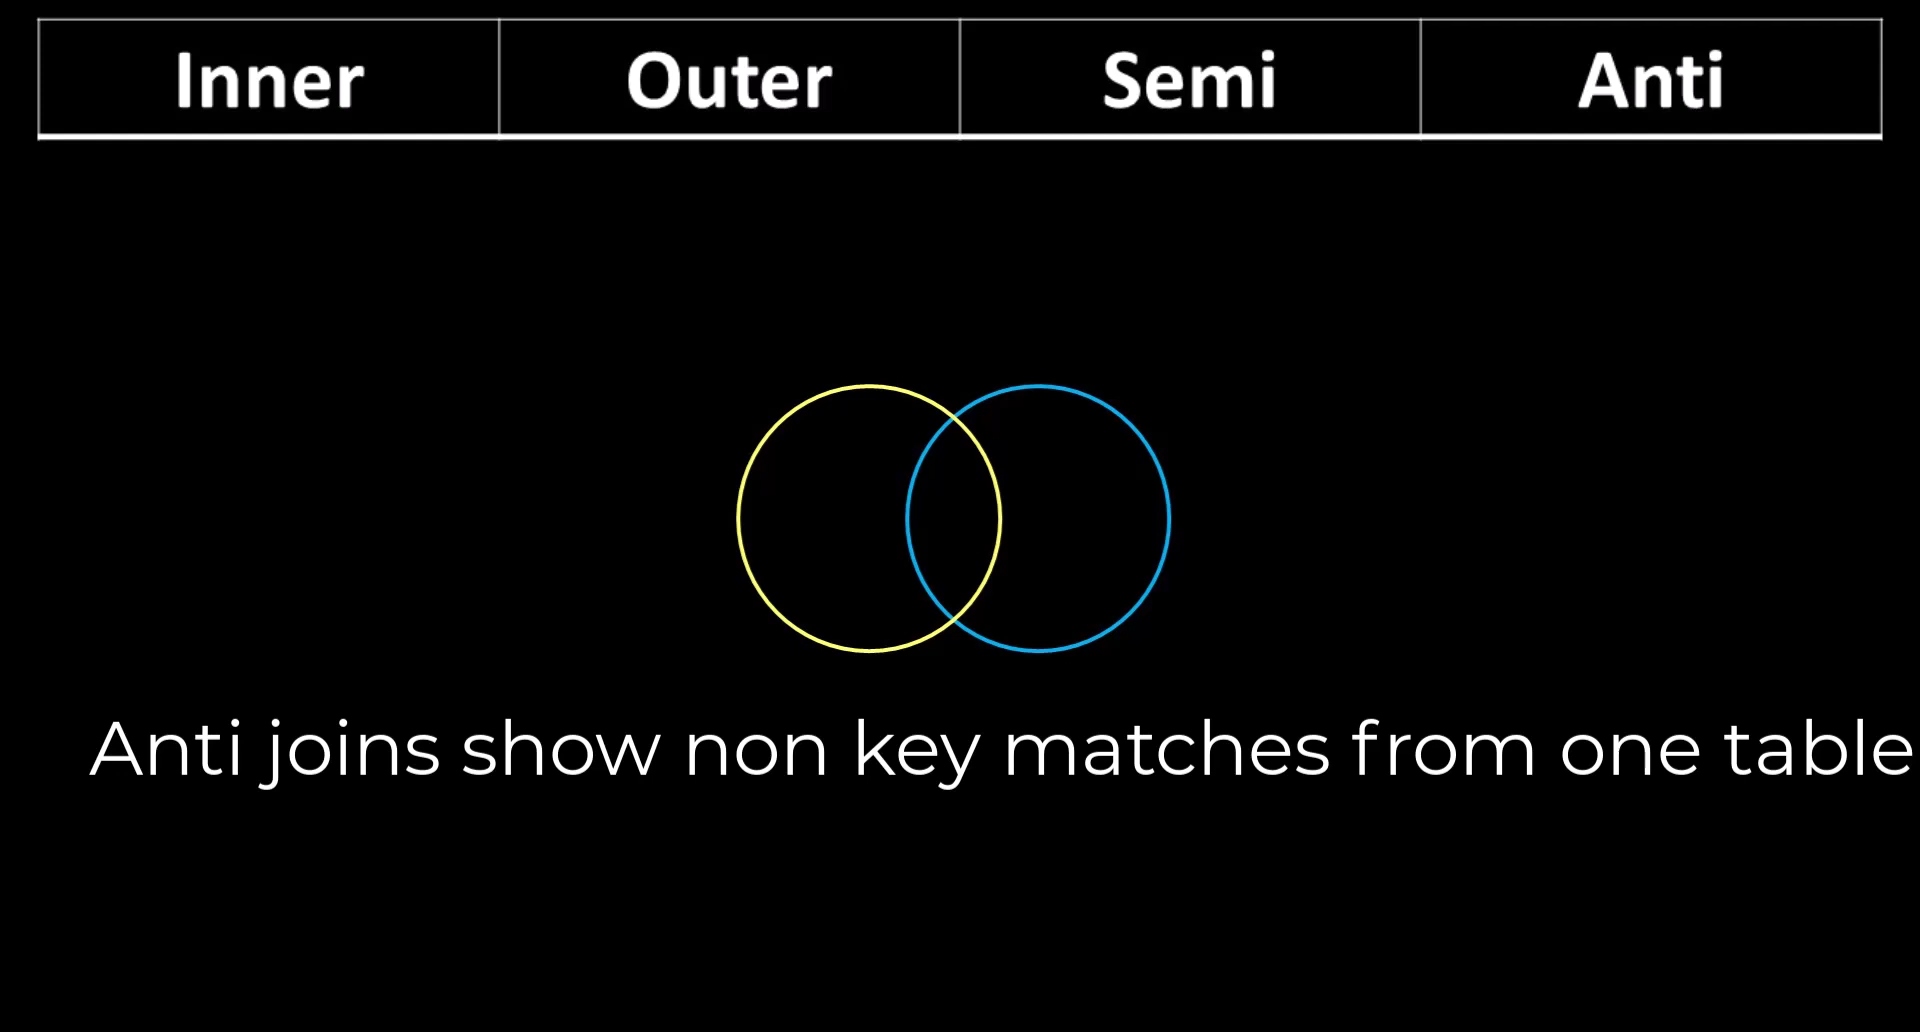 Inner Outer Semi Anti
Anti joins show non key matches from one table